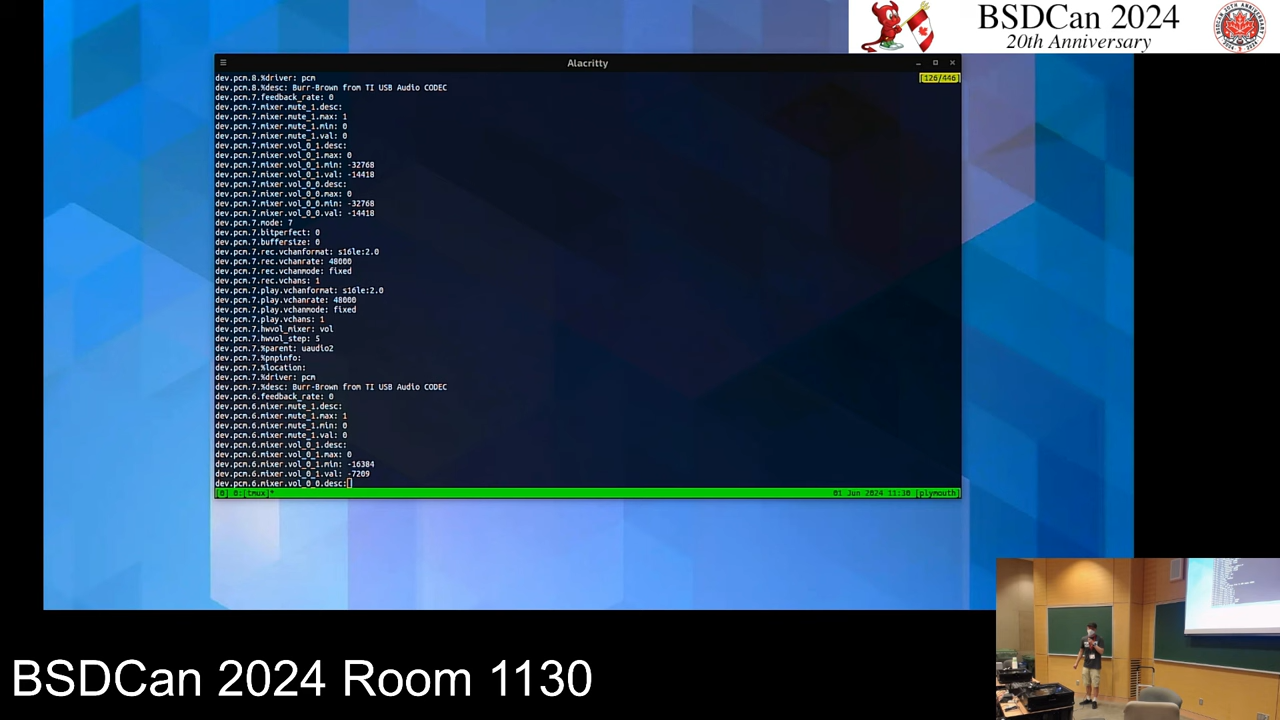 BSDCan 2024
20th Anniversary
Alacritty
[126/446]
dev.pcm.8.%driver: pcm
dev.pcm.8.%desc: Burr-Brown from TI USB Audio CODEC
dev.pcm.7.feedback_rate: 0
dev.pcm.7.mixer.mute_1.desc:
dev.pcm.7.mixer.mute_1.max: 1
dev.pcm.7.mixer.mute_1.min: 0
dev.pcm.7.mixer.mute_1.val: 0
dev.pcm.7.mixer.vol_0_1.desc:
dev.pcm.7.mixer.vol_0_1.max: 0
dev.pcm.7.mixer.vol_0_1.min: -32768
dev.pcm.7.mixer.vol_0_1.val: -14418
dev.pcm.7.mixer.vol_0_0.desc:
dev.pcm.7.mixer.vol_0_0.max: 0
dev.pcm.7.mixer.vol_0_0.min: -32768
dev.pcm.7.mixer.vol_0_0.val: -14418
dev.pcm.7.mode: 7
dev.pcm.7.bitperfect: 0
dev.pcm.7.buffersize: 0
dev.pcm.7.rec.vchanformat: s16le:2.0
dev.pcm.7.rec.vchanrate: 48000
dev.pcm.7.rec.vchanmode: fixed
dev.pcm.7.rec.vchans: 1
dev.pcm.7.play.vchanformat: s16le:2.0
dev.pcm.7.play.vchanrate: 48000
dev.pcm.7.play.vchanmode: fixed
dev.pcm.7.play.vchans: 1
dev.pcm.7.hwvol_mixer: vol
dev.pcm.7.hwvol_step: 5
dev.pcm.7.%parent: uaudio2
dev.pcm.7.%pnpinfo:
dev.pcm.7.%location:
dev.pcm.7.%driver: pcm
dev.pcm.7.%desc: Burr-Brown from TI USB Audio CODEC
dev.pcm.6.feedback_rate: 0
dev.pcm.6.mixer.mute_1.desc:
dev.pcm.6.mixer.mute_1.max: 1
dev.pcm.6.mixer.mute_1.min: 0
dev.pcm.6.mixer.mute_1.val: 0
dev.pcm.6.mixer.vol_0_1.desc:
dev.pcm.6.mixer.vol_0_1.max: 0
dev.pcm.6.mixer.vol_0_1.min: -16384
dev.pcm.6.mixer.vol_0_1.val: -7209
dev.pcm.6.mixer.vol_0_0.desc:
[0] 0:[tmux]* 01 Jun 2024 11:30 [plymouth]
BSDCan 2024 Room 1130